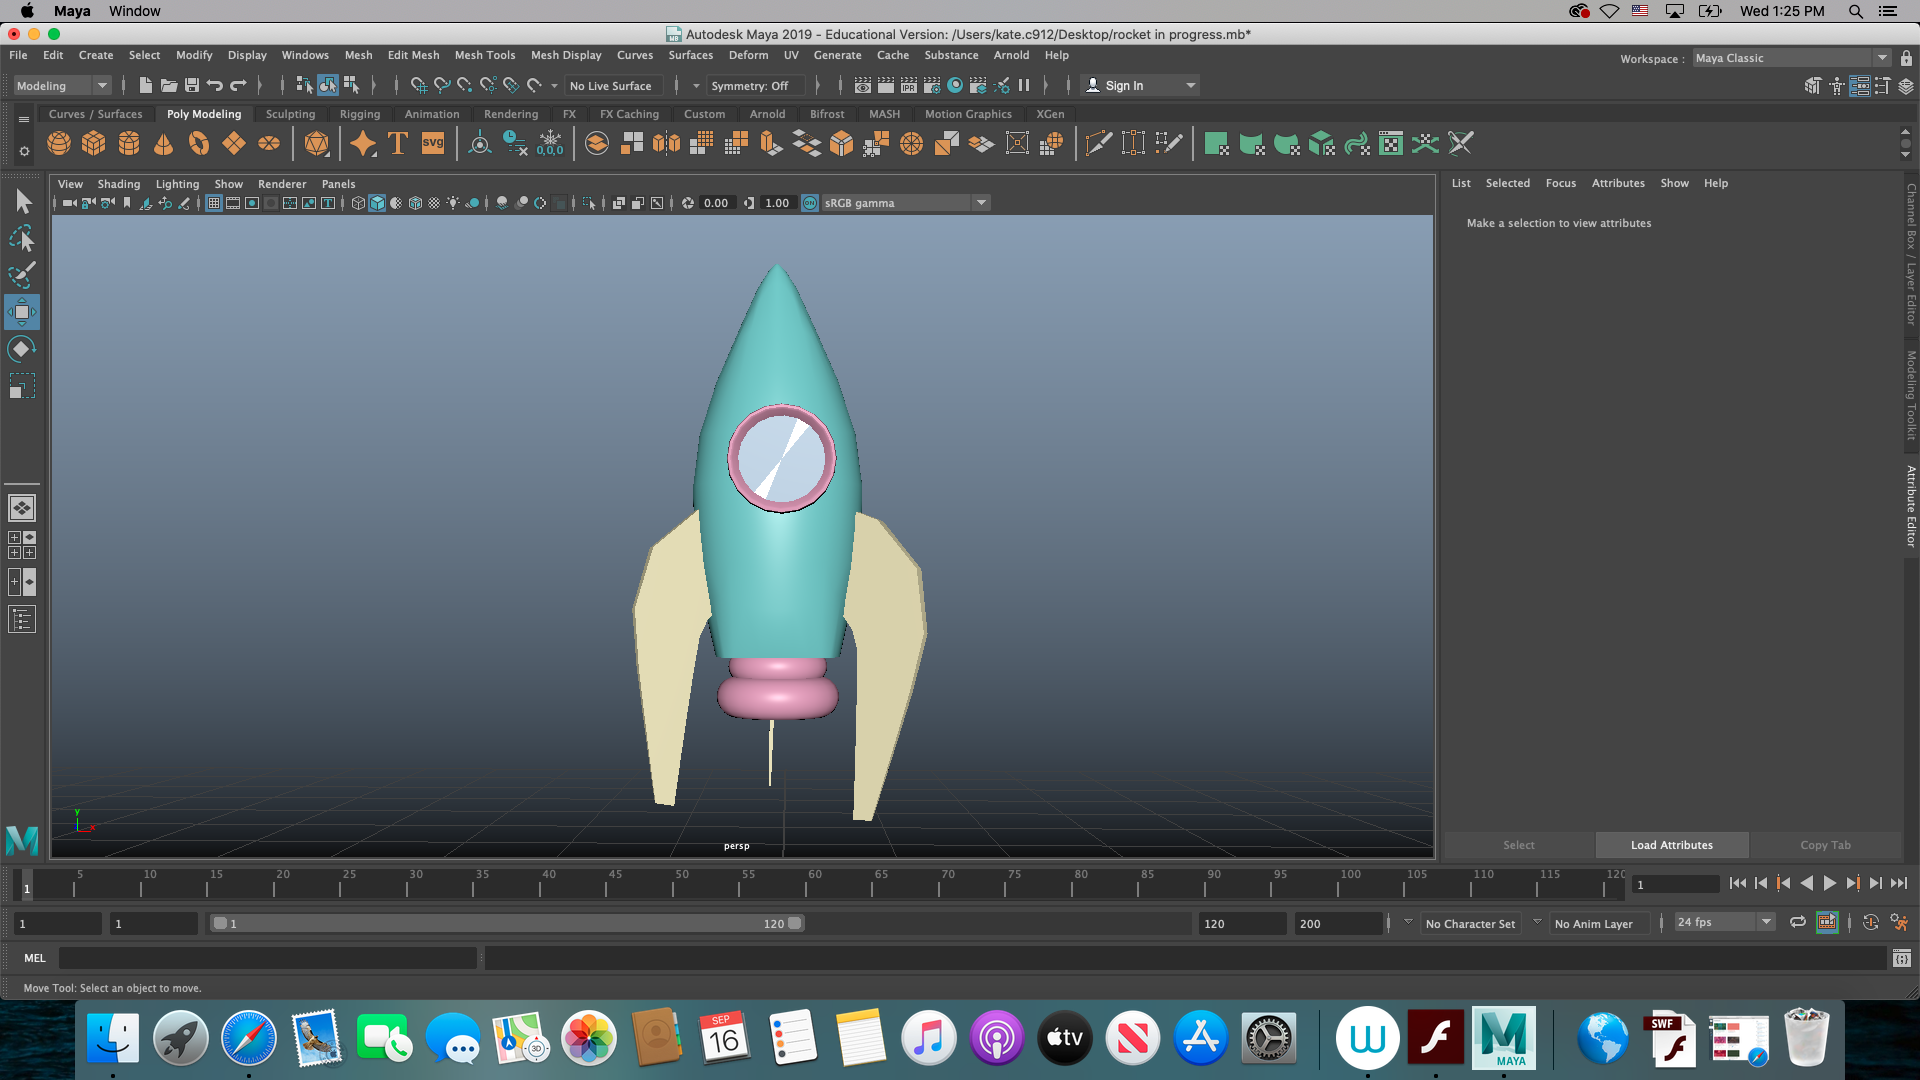 Maya Window Wed 1:25 PM
Autodesk Maya 2019 - Educational Version: /Users/kate.c912/Desktop/rocket in progress.mb*
File Edit Create Select Modify Display Windows Mesh Edit Mesh Mesh Tools Mesh Display Curves Surfaces Deform UV Generate Cache Substance Arnold Help Workspace : Maya Classic
Modeling No Live Surface Symmetry: Off IPR Sign In
Curves / Surfaces Poly Modeling Sculpting Rigging Animation Rendering FX FX Caching Custom Arnold Bifrost MASH Motion Graphics XGen
T SVG 0,0,0
View Shading Lighting Show Renderer Panels
0.00 1.00 ON sRGB gamma
List Selected Focus Attributes Show Help
Make a selection to view attributes
Channel Box / Layer Editor
Modeling Toolkit
Attribute Editor
y
x
persp
Select Load Attributes Copy Tab
1 5 10 15 20 25 30 35 40 45 50 55 60 65 70 75 80 85 90 95 100 105 110 115 120 1
1 1 1 120 120 200 No Character Set No Anim Layer 24 fps
MEL
Move Tool: Select an object to move.
SEP
16
tv
SWF
MAYA